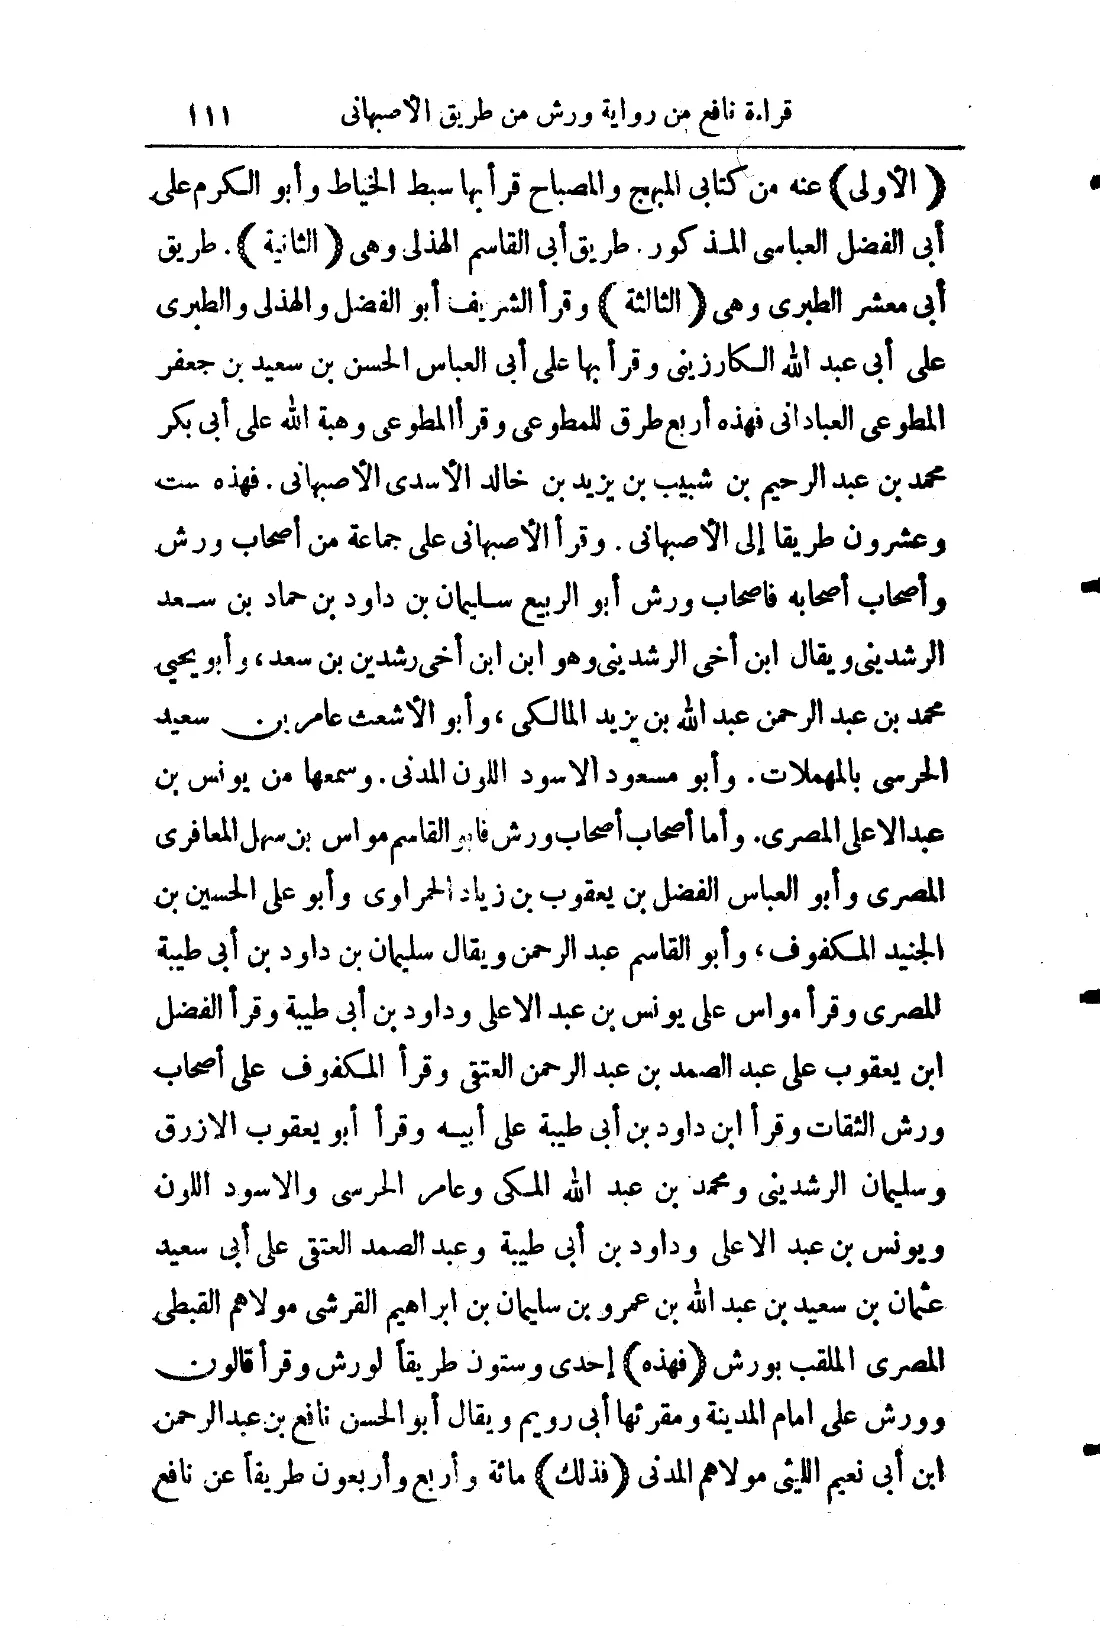 قراءة نافع من رواية ورش من طريق الأصبهانى ١١١
(الأولى) عنه من كتابى المبهج والمصباح قرأ بها سبط الخياط وأبو الكرم على
أبى الفضل العباسى المذكور. طريق أبى القاسم الهذلى وهى (الثانية). طريق
أبى معشر الطبرى وهى (الثالثة) وقرأ الشريف أبو الفضل والهذلى والطبرى
على أبى عبد الله الكارزينى وقرأ بها على أبى العباس الحسن بن سعيد بن جعفر
المطوعى العبادانى فهذه أربع طرق للمطوعى وقرأ المطوعى وهبة الله على أبى بكر
محمد بن عبد الرحيم بن شبيب بن يزيد بن خالد الأسدى الأصبهانى. فهذه ست
وعشرون طريقا إلى الأصبهانى. وقرأ الأصبهانى على جماعة من أصحاب ورش
وأصحاب أصحابه فاصحاب ورش أبو الربيع سليمان بن داود بن حماد بن سعد
الرشدينى ويقال ابن أخى الرشدينى وهو ابن ابن أخى رشدين بن سعد، وأبو يحيى
محمد بن عبد الرحمن عبد الله بن يزيد المالكى، وأبو الأشعث عامر بن سعيد
الحرسى بالمهملات. وأبو مسعود الاسود اللون المدنى. وسمعها من يونس بن
عبد الاعلى المصرى. وأما أصحاب أصحاب ورش فابو القاسم مواس بن سهل المعافرى
المصرى وأبو العباس الفضل بن يعقوب بن زياد الحمراوى وأبو على الحسين بن
الجنيد المكفوف، وأبو القاسم عبد الرحمن ويقال سليمان بن داود بن أبى طيبة
المصرى وقرأ مواس على يونس بن عبد الاعلى وداود بن أبى طيبة وقرأ الفضل
ابن يعقوب على عبد الصمد بن عبد الرحمن العتقى وقرأ المكفوف على أصحاب
ورش الثقات وقرأ ابن داود بن أبى طيبة على أبيه وقرأ أبو يعقوب الازرق
وسليمان الرشدينى ومحمد بن عبد الله المكى وعامر الحرسى والاسود اللون
ويونس بن عبد الاعلى وداود بن أبى طيبة وعبد الصمد العتقى على أبى سعيد
عثمان بن سعيد بن عبد الله بن عمرو بن سليمان بن ابراهيم القرشى مولاهم القبطى
المصرى الملقب بورش (فهذه) إحدى وستون طريقاً لورش وقرأ قالون
وورش على امام المدينة ومقرئها أبى رويم ويقال أبو الحسن نافع بن عبد الرحمن
ابن أبى نعيم الليثى مولاهم المدنى (فذلك) مائة وأربع وأربعون طريقاً عن نافع